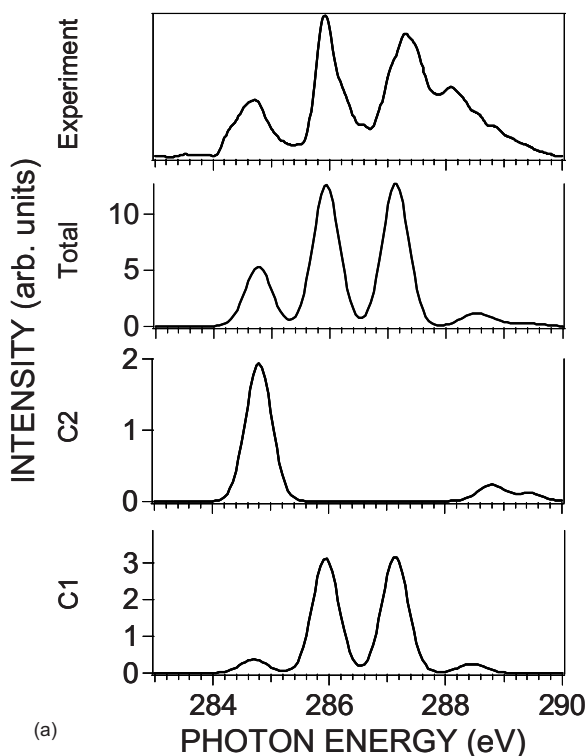 INTENSITY (arb. units)
Experiment
Total
10
5
0
C2
2
1
0
C1
3
2
1
0
284 286 288 290
(a)
PHOTON ENERGY (eV)